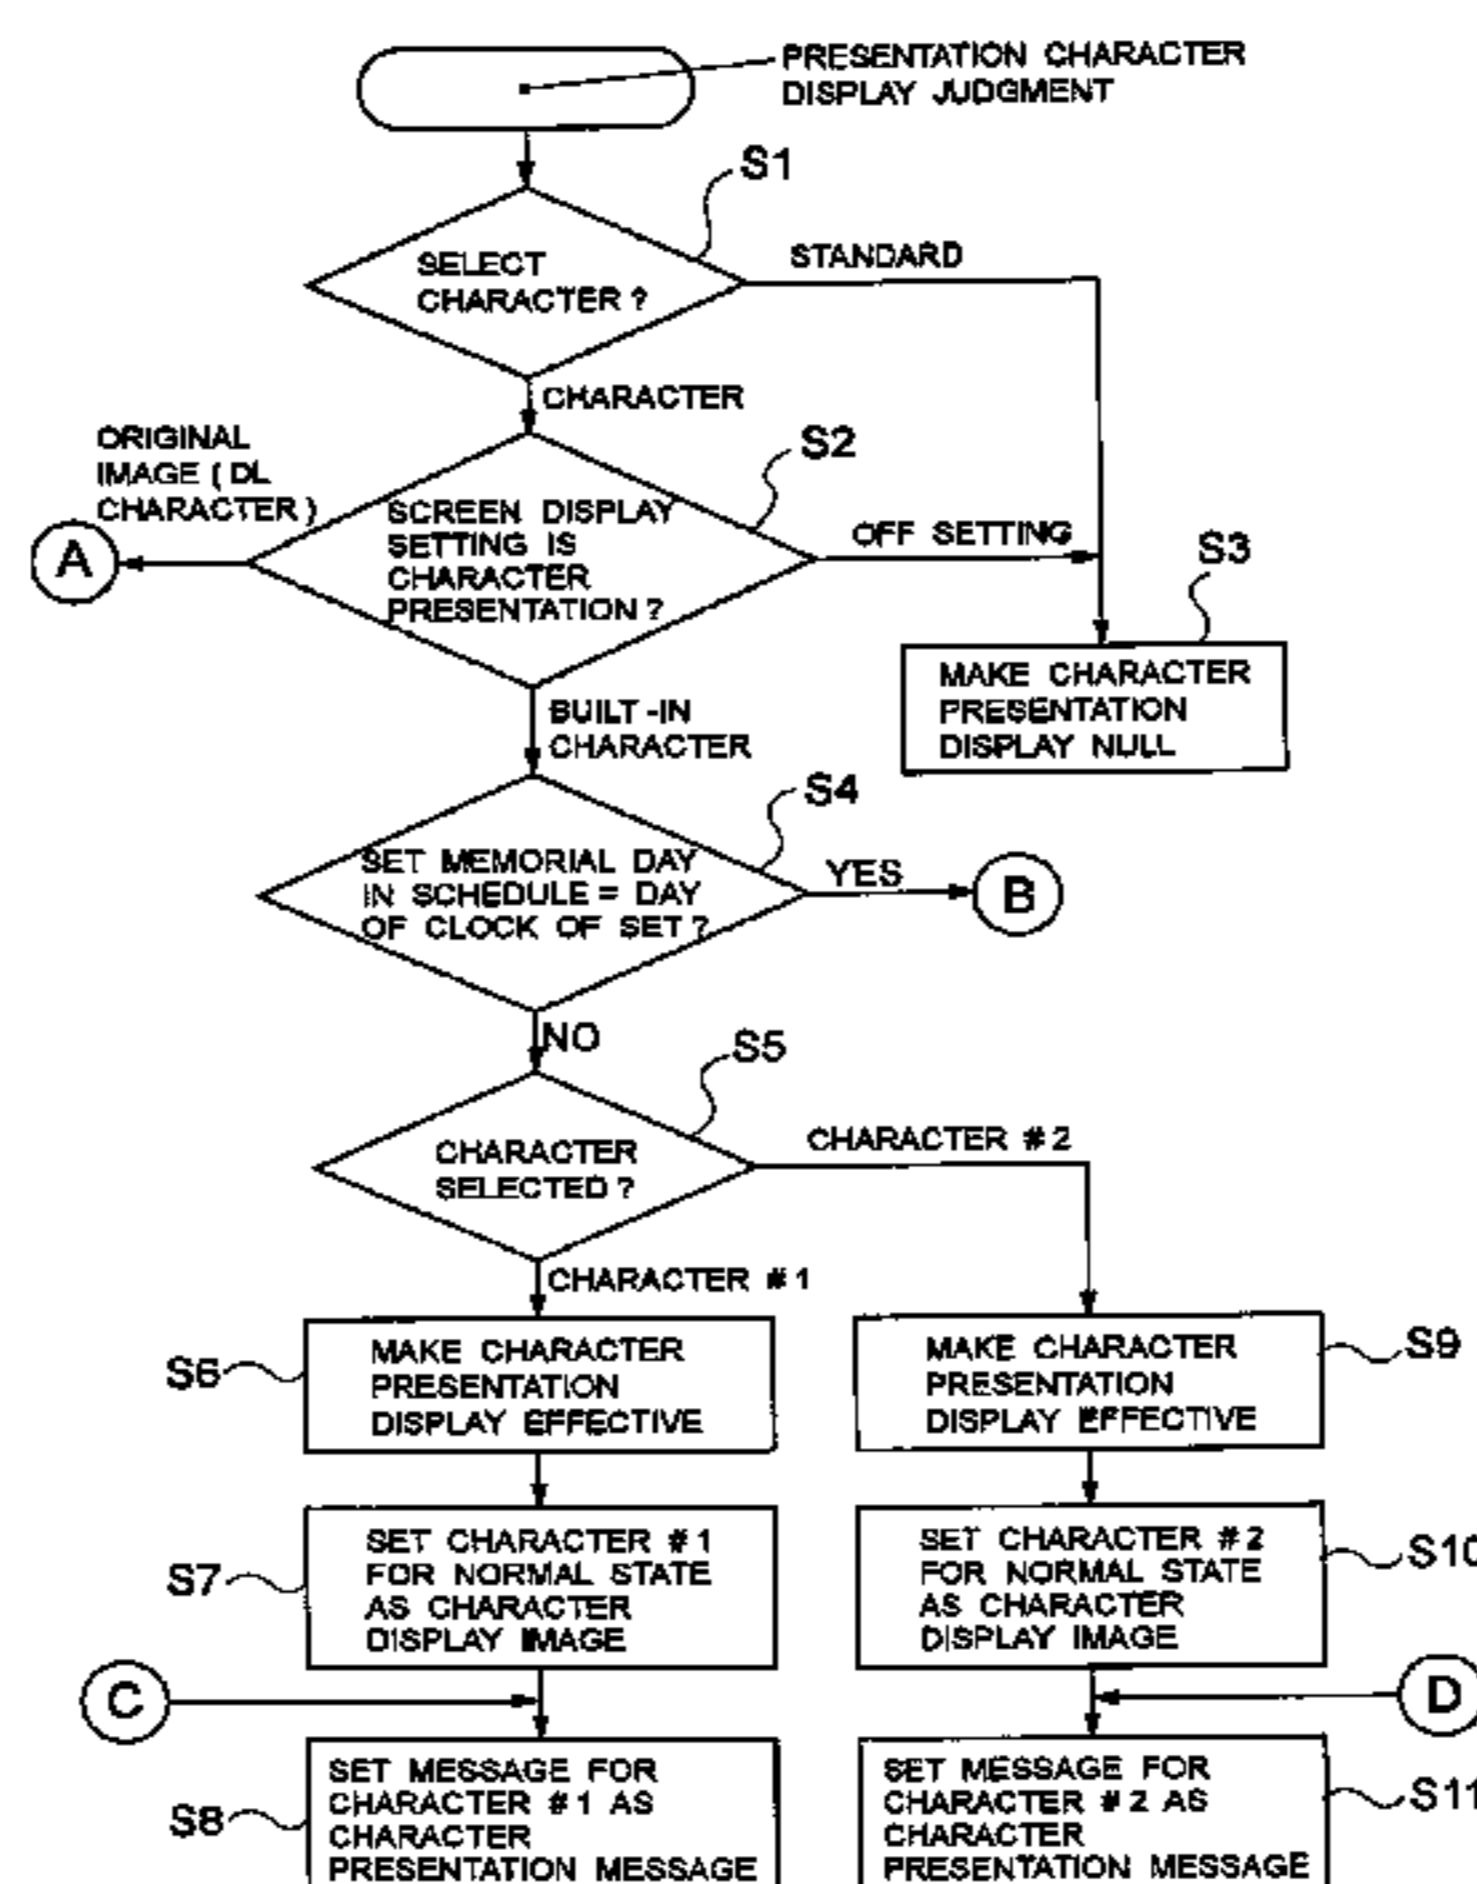 PRESENTATION CHARACTER
DISPLAY JUDGMENT
S1
SELECT
CHARACTER ?
STANDARD
CHARACTER
ORIGINAL
IMAGE ( DL
CHARACTER )
A
S2
SCREEN DISPLAY
SETTING IS
CHARACTER
PRESENTATION ?
OFF SETTING
S3
MAKE CHARACTER
PRESENTATION
DISPLAY NULL
BUILT -IN
CHARACTER
S4
SET MEMORIAL DAY
IN SCHEDULE = DAY
OF CLOCK OF SET ?
YES
B
NO
S5
CHARACTER
SELECTED ?
CHARACTER # 2
CHARACTER # 1
S6
MAKE CHARACTER
PRESENTATION
DISPLAY EFFECTIVE
MAKE CHARACTER
PRESENTATION
DISPLAY EFFECTIVE
S9
S7
SET CHARACTER # 1
FOR NORMAL STATE
AS CHARACTER
DISPLAY IMAGE
SET CHARACTER # 2
FOR NORMAL STATE
AS CHARACTER
DISPLAY IMAGE
S10
C
D
S8
SET MESSAGE FOR
CHARACTER # 1 AS
CHARACTER
PRESENTATION MESSAGE
SET MESSAGE FOR
CHARACTER # 2 AS
CHARACTER
PRESENTATION MESSAGE
S11